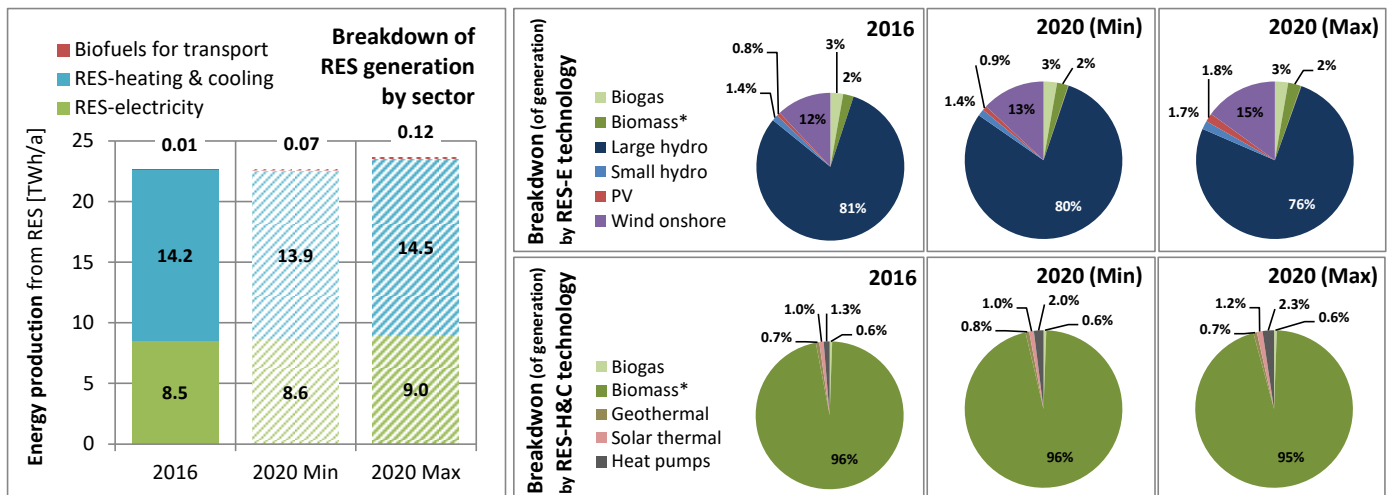 Breakdown of
RES generation
by sector
Biofuels for transport
RES-heating & cooling
RES-electricity
Energy production from RES [TWh/a]
25
20
15
10
5
0
0.01
0.07
0.12
14.2
13.9
14.5
8.5
8.6
9.0
2016
2020 Min
2020 Max
Breakdwon (of generation)
by RES-E technology
Biogas
Biomass*
Large hydro
Small hydro
PV
Wind onshore
2016
0.8%
3%
2%
1.4%
12%
81%
2020 (Min)
0.9%
3%
2%
1.4%
13%
80%
2020 (Max)
1.8%
3%
2%
1.7%
15%
76%
Breakdwon (of generation)
by RES-H&C technology
Biogas
Biomass*
Geothermal
Solar thermal
Heat pumps
2016
1.0%
1.3%
0.7%
0.6%
96%
2020 (Min)
1.0%
2.0%
0.8%
0.6%
96%
2020 (Max)
1.2%
2.3%
0.7%
0.6%
95%